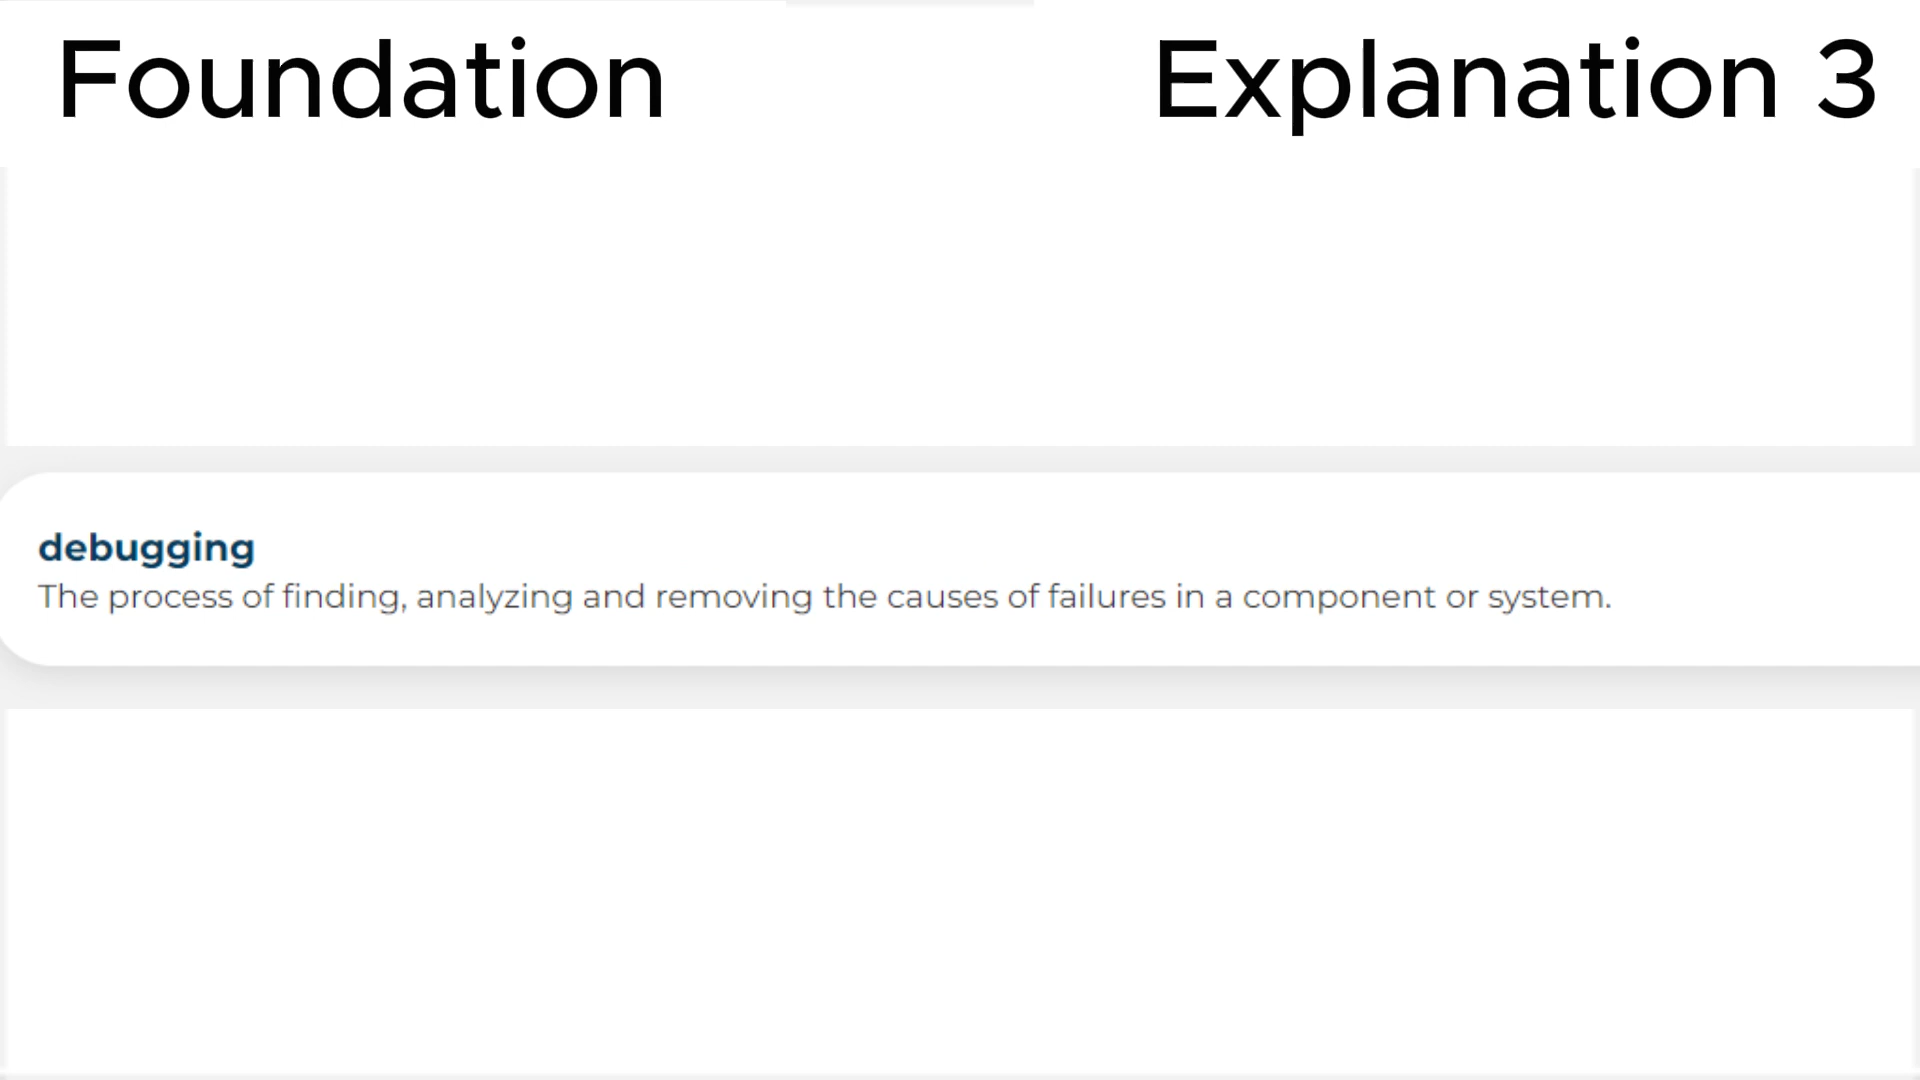 Foundation
Explanation 3
debugging
The process of finding, analyzing and removing the causes of failures in a component or system.